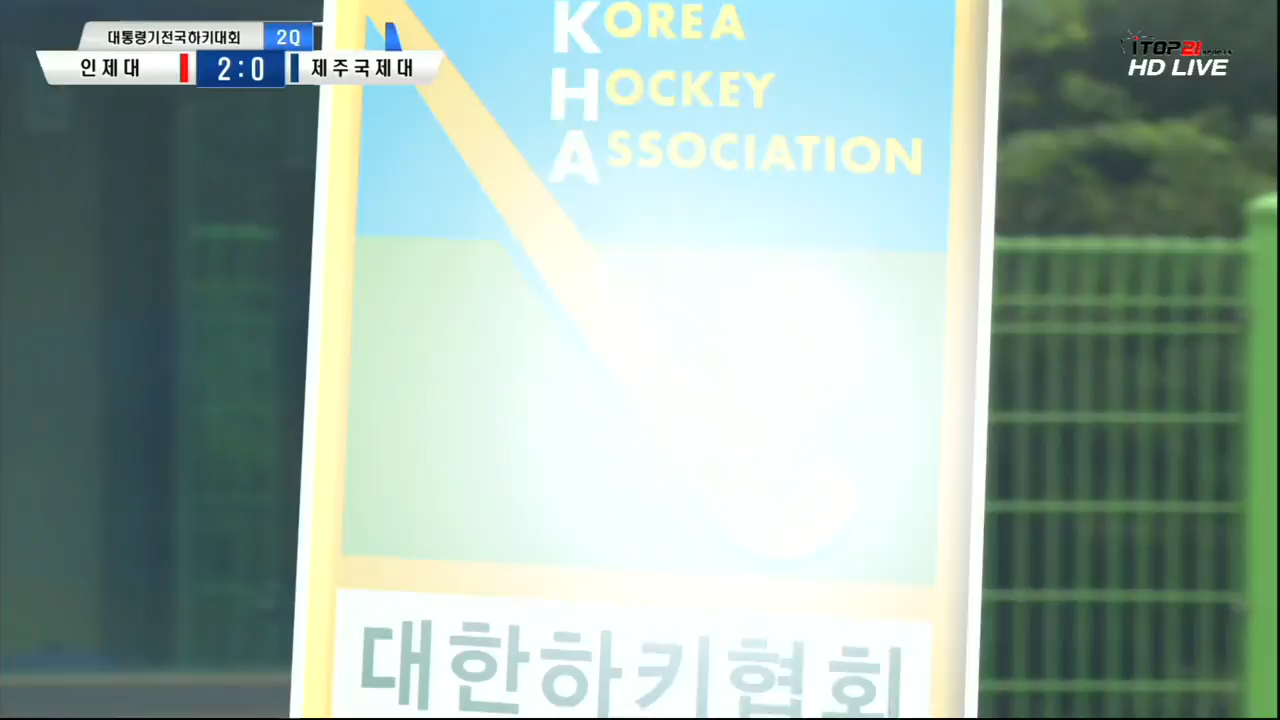 대통령기전국하키대회 2Q
인제대 2:0 제주국제대
iTOP21 sports
HD LIVE
KOREA
HOCKEY
ASSOCIATION
대한하키협회